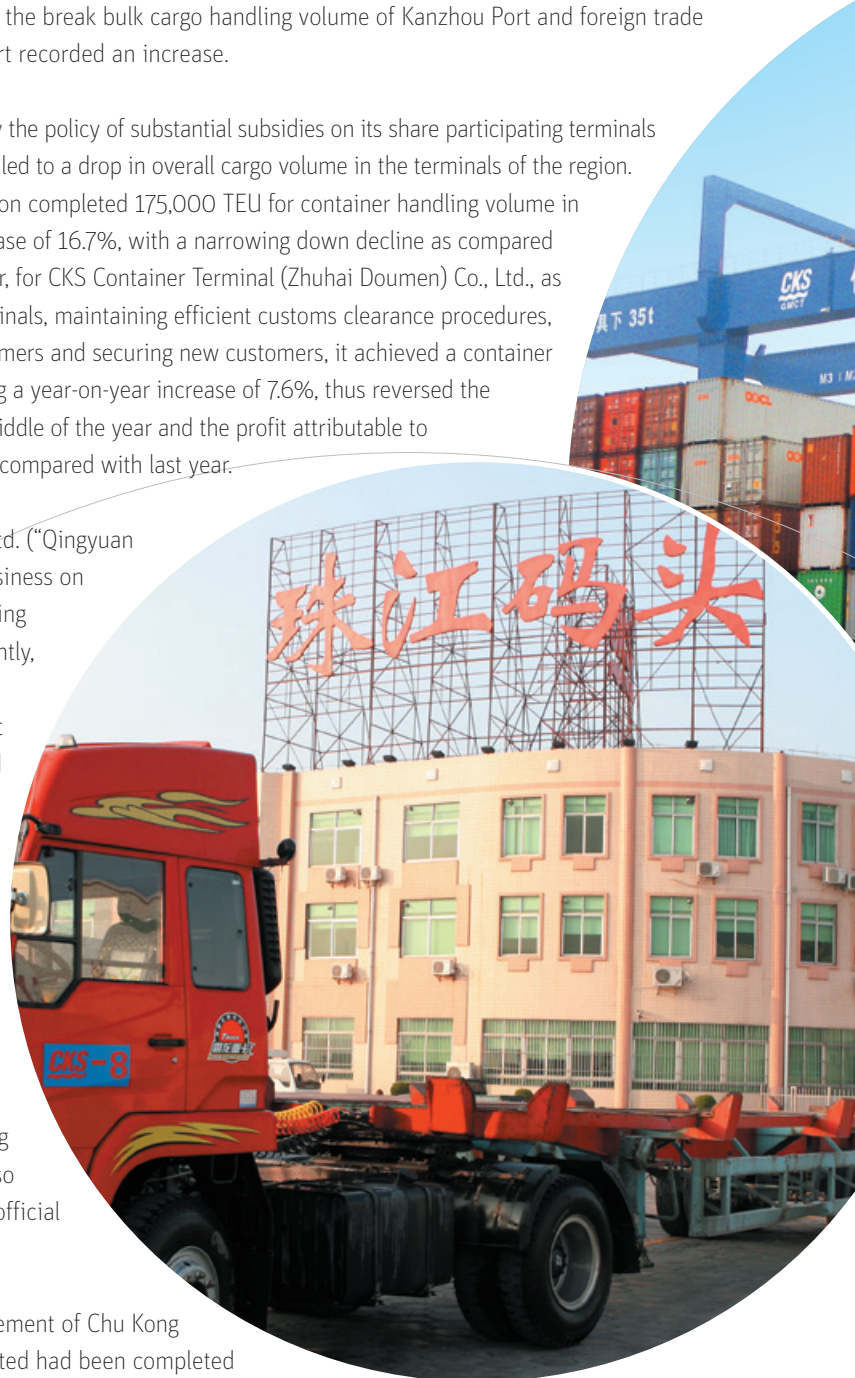 the break bulk cargo handling volume of Kanzhou Port and foreign trade
rt recorded an increase.
y the policy of substantial subsidies on its share participating terminals
led to a drop in overall cargo volume in the terminals of the region.
on completed 175,000 TEU for container handling volume in
ase of 16.7%, with a narrowing down decline as compared
r, for CKS Container Terminal (Zhuhai Doumen) Co., Ltd., as
inals, maintaining efficient customs clearance procedures,
mers and securing new customers, it achieved a container
g a year-on-year increase of 7.6%, thus reversed the
iddle of the year and the profit attributable to
compared with last year.
td. (“Qingyuan
siness on
ing
ntly,
t
l
g
so
official
ement of Chu Kong
ted had been completed
CKS
GMCT
具下 35t
M3
OOCL
珠江码头
CKS-8